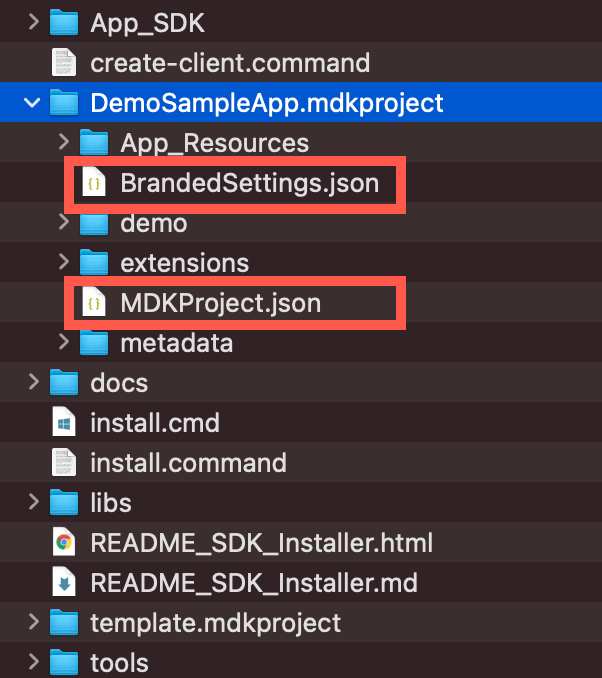 App_SDK
create-client.command
DemoSampleApp.mdkproject
App_Resources
BrandedSettings.json
demo
extensions
MDKProject.json
metadata
docs
install.cmd
install.command
libs
README_SDK_Installer.html
README_SDK_Installer.md
template.mdkproject
tools